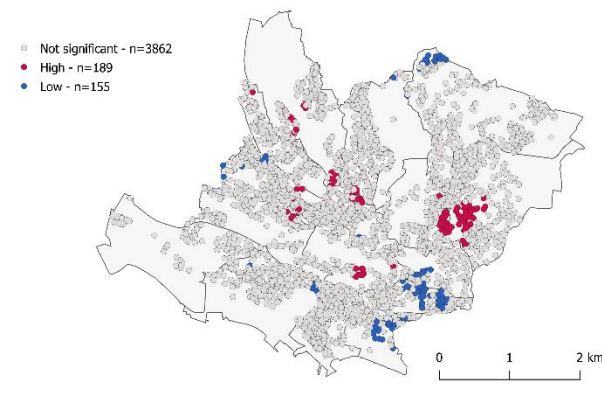 Not significant - n=3862
High - n=189
Low - n=155
0 1 2 km